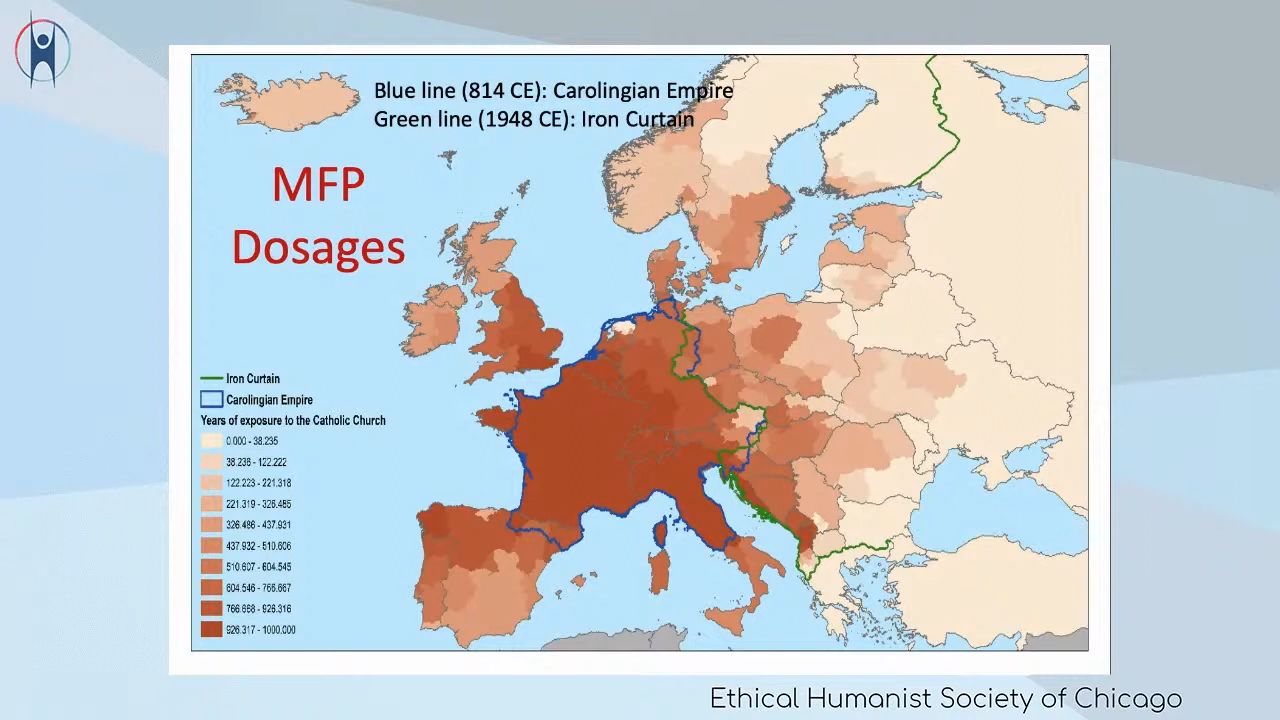 Blue line (814 CE): Carolingian Empire
Green line (1948 CE): Iron Curtain
MFP
Dosages
Iron Curtain
Carolingian Empire
Years of exposure to the Catholic Church
0.000 - 38.235
38.236 - 122.222
122.223 - 221.318
221.319 - 326.485
326.486 - 437.931
437.932 - 510.606
510.607 - 604.545
604.546 - 766.667
766.668 - 926.316
926.317 - 1000.000
Ethical Humanist Society of Chicago